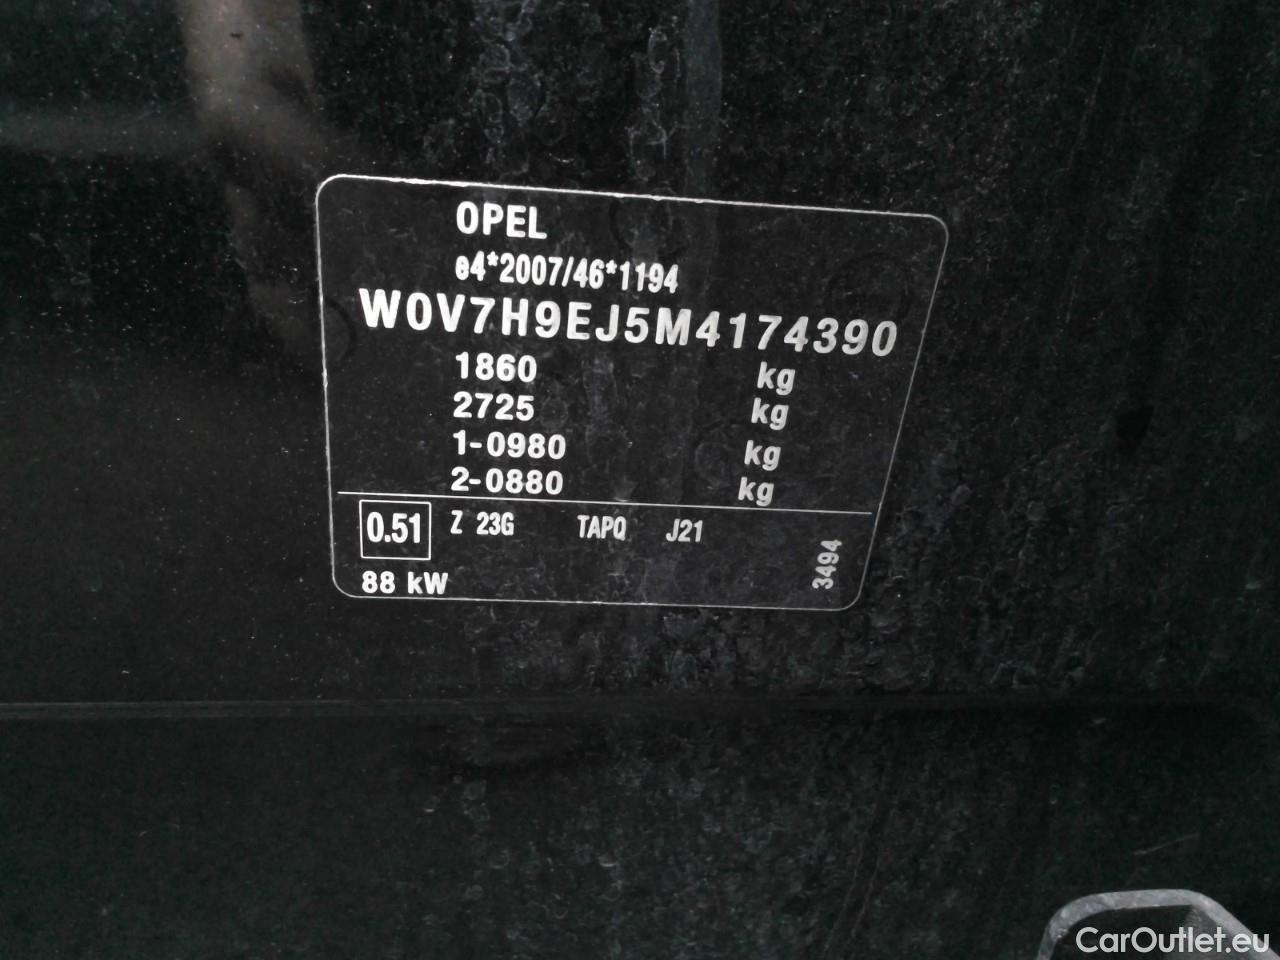 OPEL
e4*2007/46*1194
W0V7H9EJ5M4174390
1860 kg
2725 kg
1-0980 kg
2-0880 kg
0.51 Z 23G TAPQ J21
88 kW
3494
CarOutlet.eu